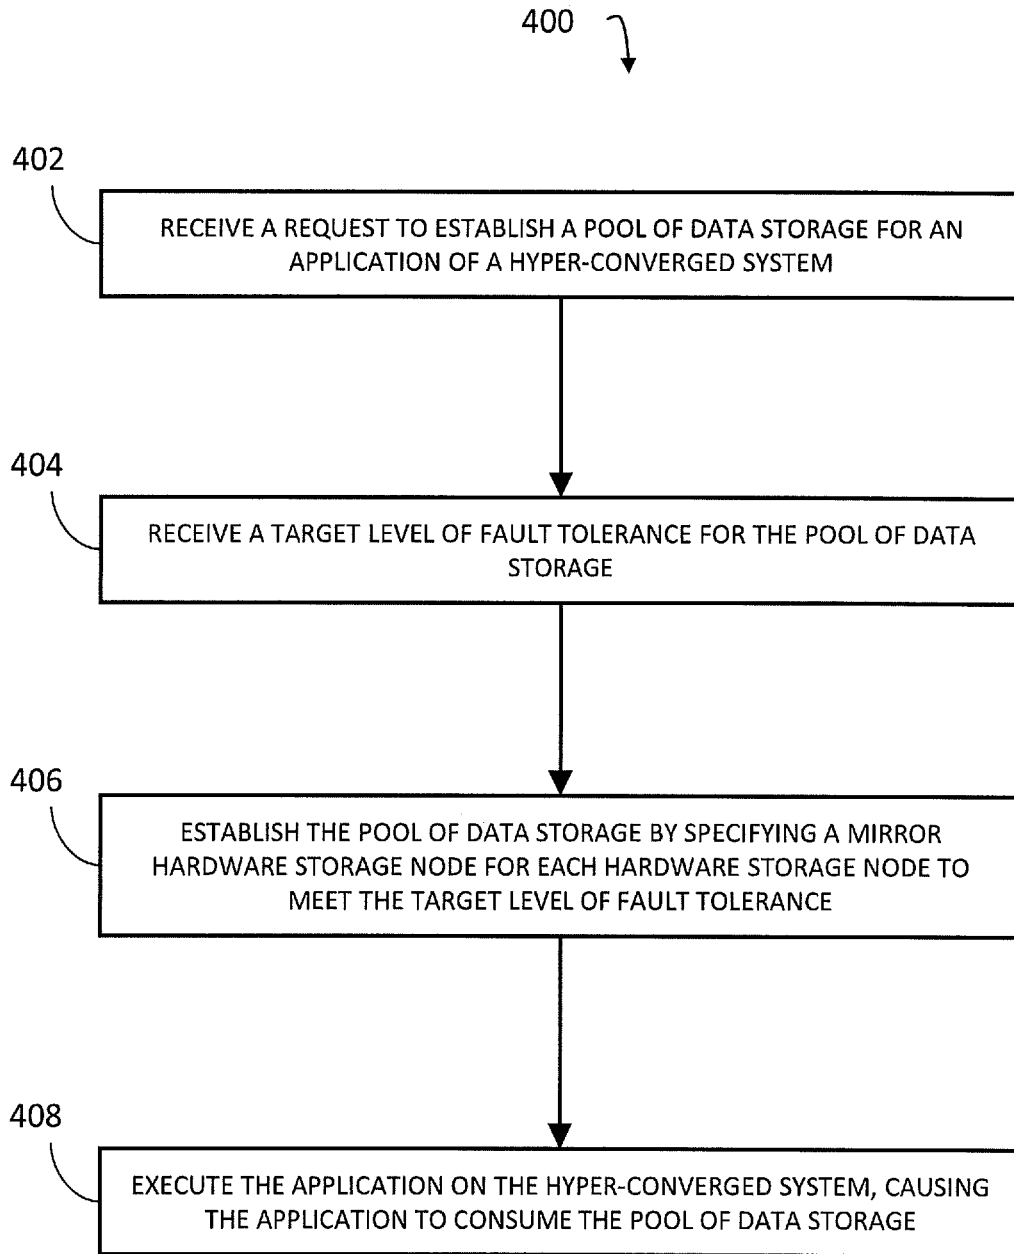 400
402
RECEIVE A REQUEST TO ESTABLISH A POOL OF DATA STORAGE FOR AN
APPLICATION OF A HYPER-CONVERGED SYSTEM
404
RECEIVE A TARGET LEVEL OF FAULT TOLERANCE FOR THE POOL OF DATA
STORAGE
406
ESTABLISH THE POOL OF DATA STORAGE BY SPECIFYING A MIRROR
HARDWARE STORAGE NODE FOR EACH HARDWARE STORAGE NODE TO
MEET THE TARGET LEVEL OF FAULT TOLERANCE
408
EXECUTE THE APPLICATION ON THE HYPER-CONVERGED SYSTEM, CAUSING
THE APPLICATION TO CONSUME THE POOL OF DATA STORAGE